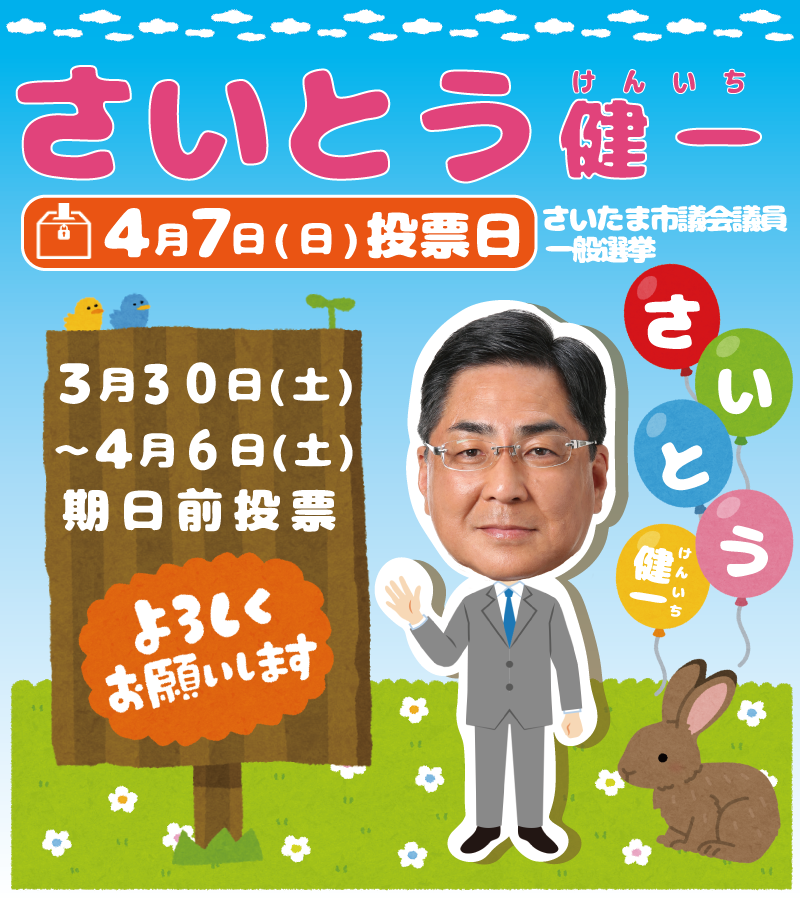 けんいち
さいとう健一
4月7日(日)投票日
さいたま市議会議員
一般選挙
3月30日(土)
～4月6日(土)
期日前投票
よろしく
お願いします
さ
い
と
う
健一
けんいち